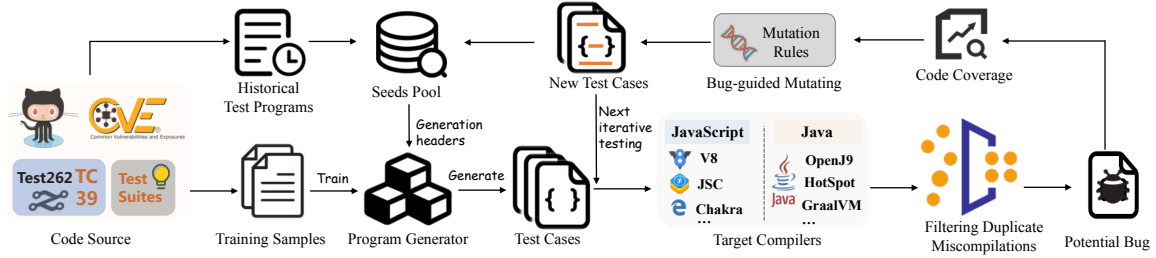 Historical
Test Programs
Seeds Pool
New Test Cases
Mutation
Rules
Bug-guided Mutating
Code Coverage
CVE®
Common Vulnerabilities and Exposures
Test262 TC
39
Test
Suites
Code Source
Training Samples
Train
Generation
headers
Program Generator
Generate
Test Cases
Next
iterative
testing
JavaScript
V8
JSC
Chakra
...
Java
OpenJ9
HotSpot
Java
GraalVM
...
Target Compilers
Filtering Duplicate
Miscompilations
Potential Bug